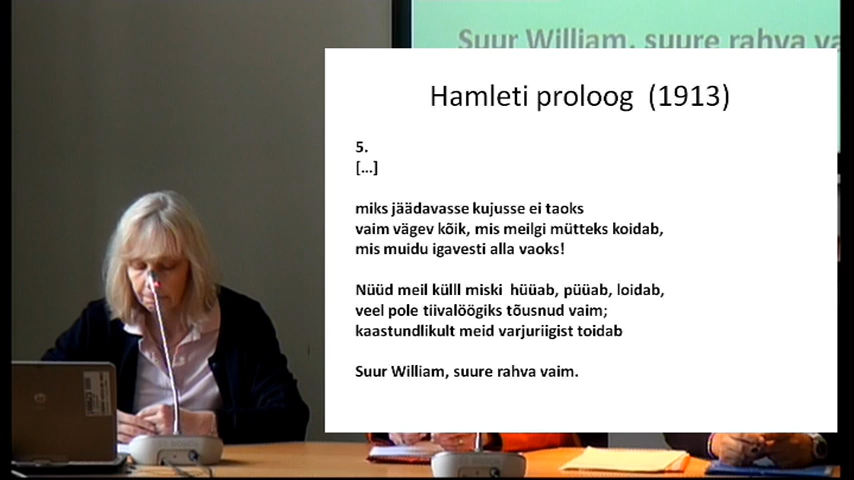 Suur William, suure rahva va
Hamleti proloog (1913)
5.
[...]
miks jäädavasse kujusse ei taoks
vaim vägev kõik, mis meilgi mütteks koidab,
mis muidu igavesti alla vaoks!
Nüüd meil külll miski hüüab, püüab, loidab,
veel pole tiivalöögiks tõusnud vaim;
kaastundlikult meid varjuriigist toidab
Suur William, suure rahva vaim.